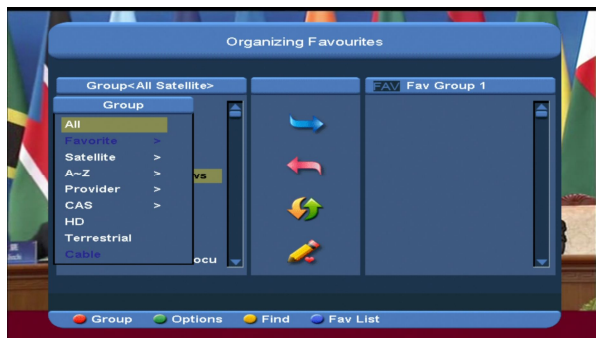 Organizing Favourites
Group<All Satellite>
FAV Fav Group 1
Group
All
Favorite >
Satellite >
A~Z >
Provider >
CAS >
HD
Terrestrial
Cable
vs
ocu
Group Options Find Fav List